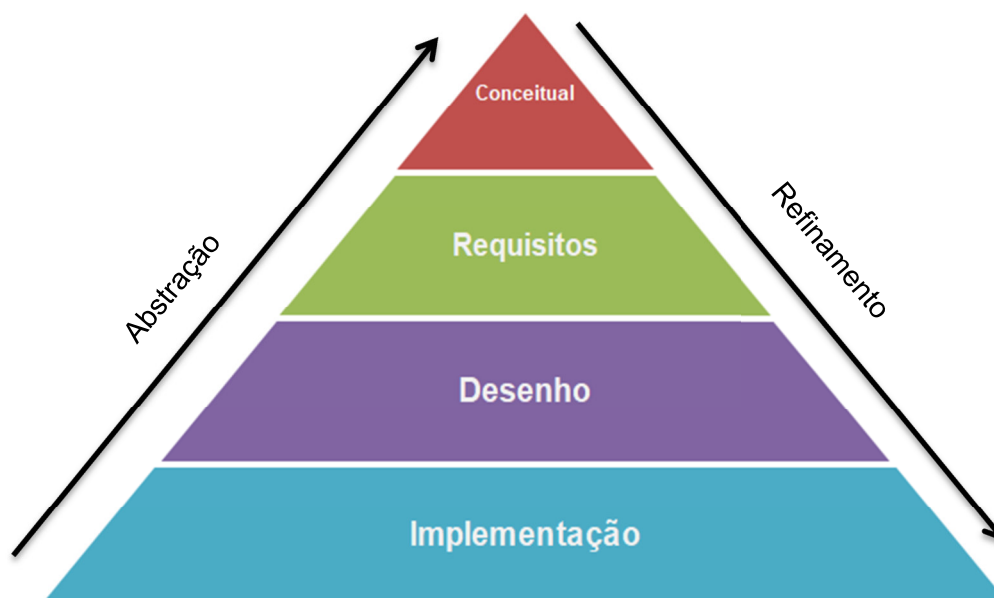 Conceitual
Abstração
Requisitos
Refinamento
Desenho
Implementação